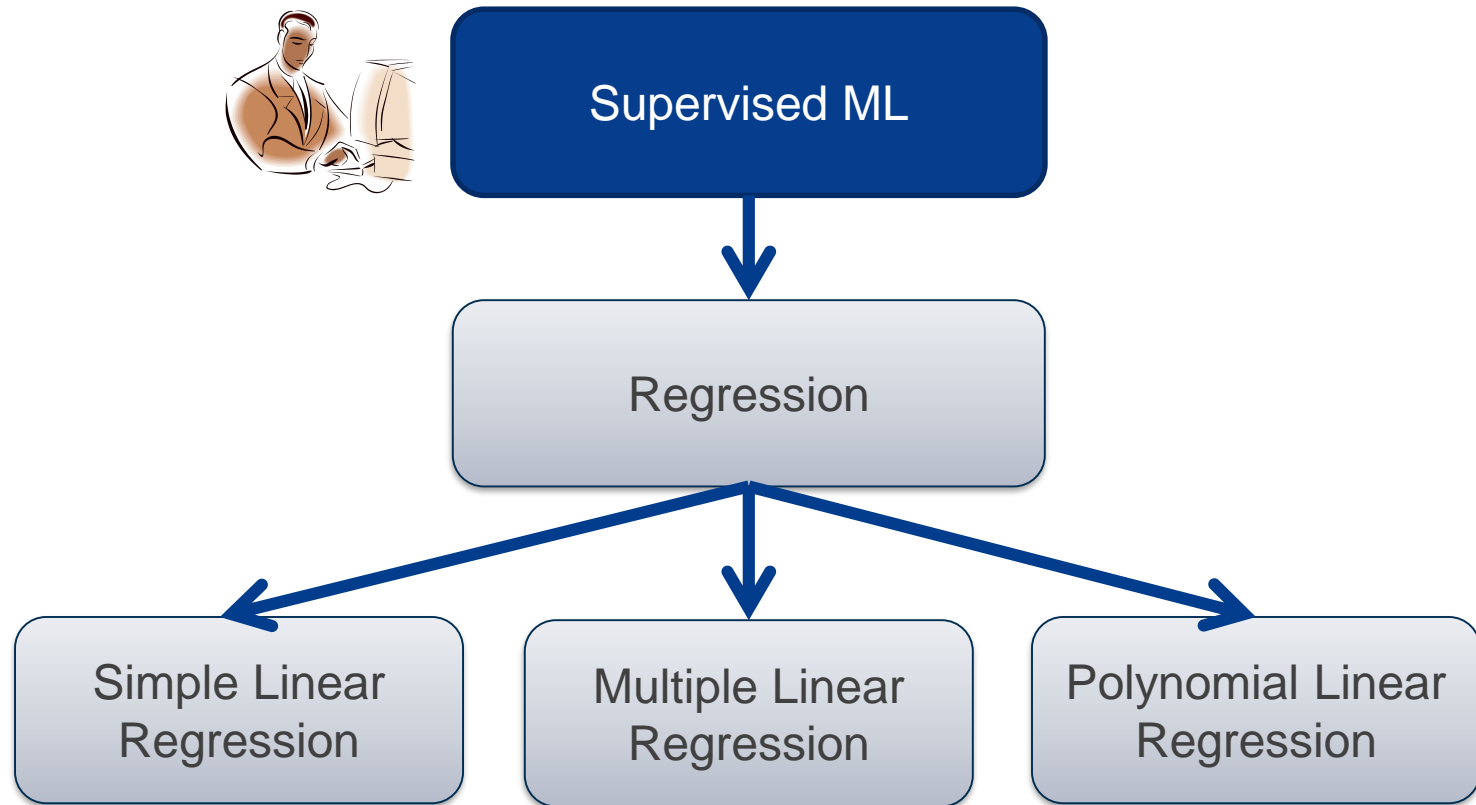 Supervised ML
Regression
Simple Linear
Regression
Multiple Linear
Regression
Polynomial Linear
Regression